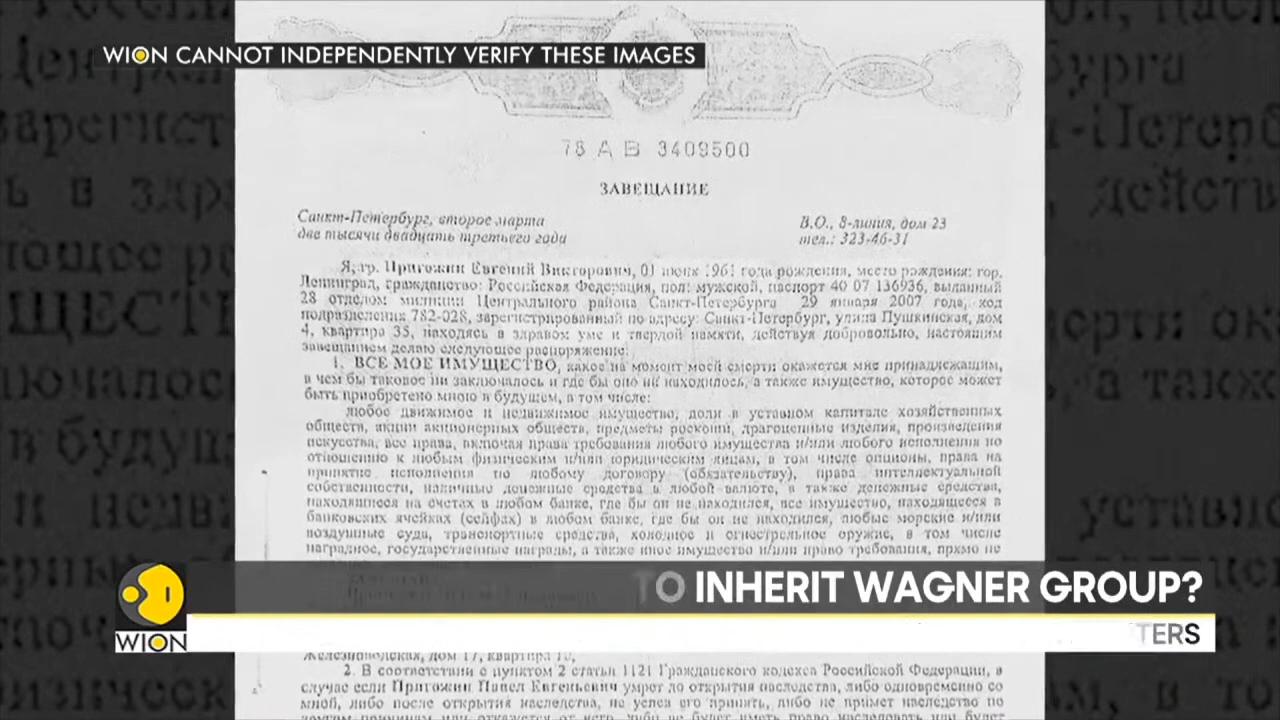 WION CANNOT INDEPENDENTLY VERIFY THESE IMAGES
78 А В 3409500
ЗАВЕЩАНИЕ
Санкт-Петербург, второе марта
две тысячи двадцать третьего года
В.О., 8-линия, дом 23
тел.: 323-46-31
Я, гр. Пригожин Евгений Викторович, 01 июня 1961 года рождения, место рождения: гор.
Ленинград, гражданство: Российская Федерация, пол: мужской, паспорт 40 07 136936, выданный
28 отделом милиции Центрального района Санкт-Петербурга 29 января 2007 года, код
подразделения 782-028, зарегистрированный по адресу: Санкт-Петербург, улица Пушкинская, дом
4, квартира 35, находясь в здравом уме и твердой памяти, действуя добровольно, настоящим
завещанием делаю следующее распоряжение:
1. ВСЕ МОЕ ИМУЩЕСТВО, какое на момент моей смерти окажется мне принадлежащим,
в чем бы таковое ни заключалось и где бы оно ни находилось, а также имущество, которое может
быть приобретено мною в будущем, в том числе:
любое движимое и недвижимое имущество, доли в уставном капитале хозяйственных
обществ, акции акционерных обществ, предметы роскоши, драгоценные изделия, произведения
искусства, все права, включая права требования любого имущества и/или любого исполнения по
отношению к любым физическим и/или юридическим лицам, в том числе опционы, права на
принятие исполнения по любому договору (обязательству), права интеллектуальной
собственности, наличные денежные средства в любой валюте, а также денежные средства,
находящиеся на счетах в любом банке, где бы он не находился, все имущество, находящееся в
банковских ячейках (сейфах) в любом банке, где бы он не находился, любые морские и/или
воздушные суда, транспортные средства, холодное и огнестрельное оружие, в том числе
наградное, государственные награды, а также иное имущество и/или право требования, прямо не
TO INHERIT WAGNER GROUP?
WION
TERS
Железноводская, дом 17, квартира
2. В соответствии с пунктом 2 статьи 1121 Гражданского кодекса Российской Федерации, в
случае если Пригожин Павел Евгеньевич умрет до открытия наследства, либо одновременно со
мной, либо после открытия наследства, не успев его принять, либо не примет наследство по